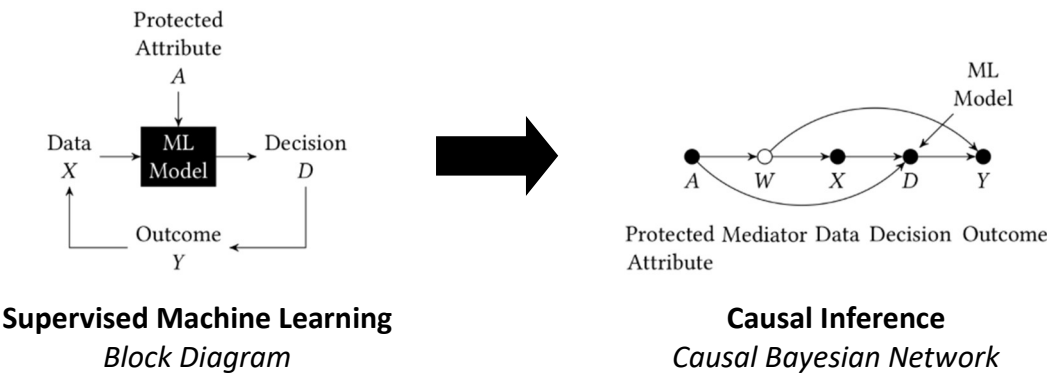 Protected
Attribute
A
Data
X
ML
Model
Decision
D
Outcome
Y
Supervised Machine Learning
Block Diagram
ML
Model
A W X D Y
Protected Mediator Data Decision Outcome
Attribute
Causal Inference
Causal Bayesian Network